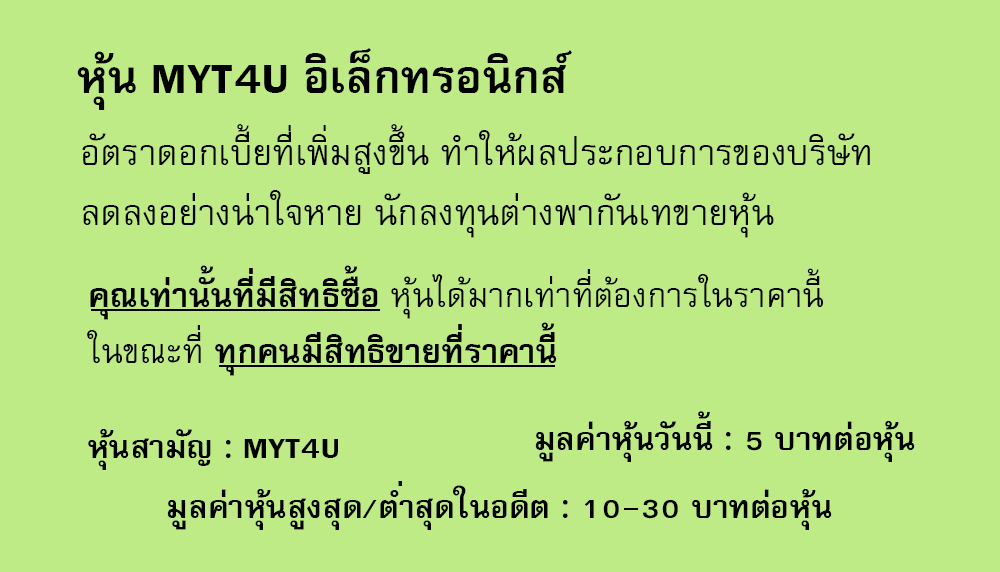 หุ้น MYT4U อิเล็กทรอนิกส์
อัตราดอกเบี้ยที่เพิ่มสูงขึ้น ทำให้ผลประกอบการของบริษัท
ลดลงอย่างน่าใจหาย นักลงทุนต่างพากันเทขายหุ้น
คุณเท่านั้นที่มีสิทธิซื้อ หุ้นได้มากเท่าที่ต้องการในราคานี้
ในขณะที่ ทุกคนมีสิทธิขายที่ราคานี้
หุ้นสามัญ : MYT4U
มูลค่าหุ้นวันนี้ : 5 บาทต่อหุ้น
มูลค่าหุ้นสูงสุด/ต่ำสุดในอดีต : 10-30 บาทต่อหุ้น